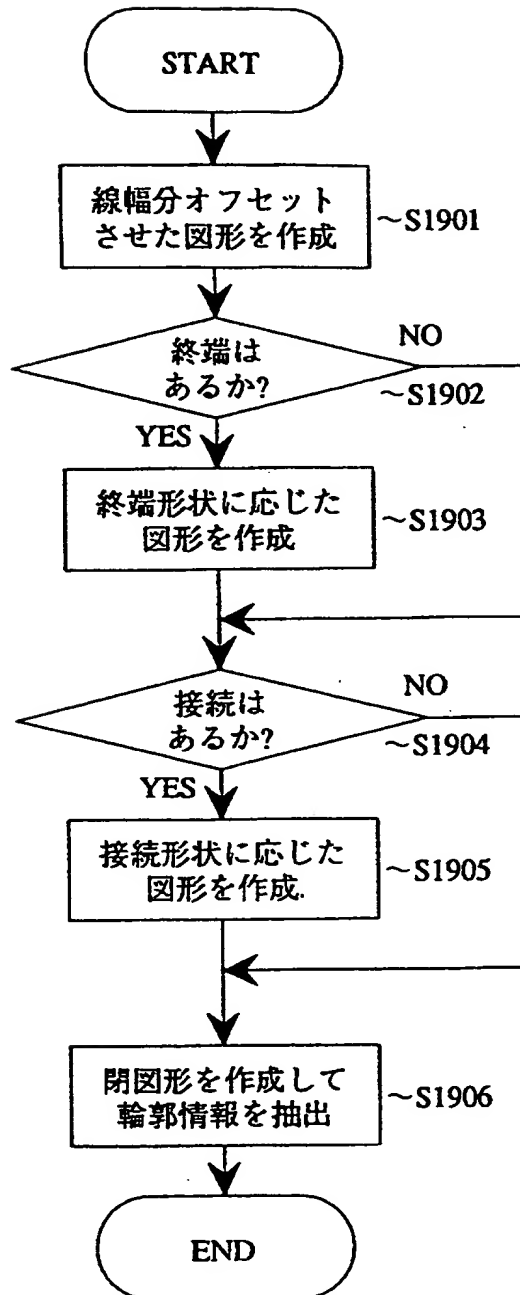 START
線幅分オフセット
させた図形を作成
~S1901
終端は
あるか?
NO
~S1902
YES
終端形状に応じた
図形を作成
~S1903
接続は
あるか?
NO
~S1904
YES
接続形状に応じた
図形を作成.
~S1905
閉図形を作成して
輪郭情報を抽出
~S1906
END